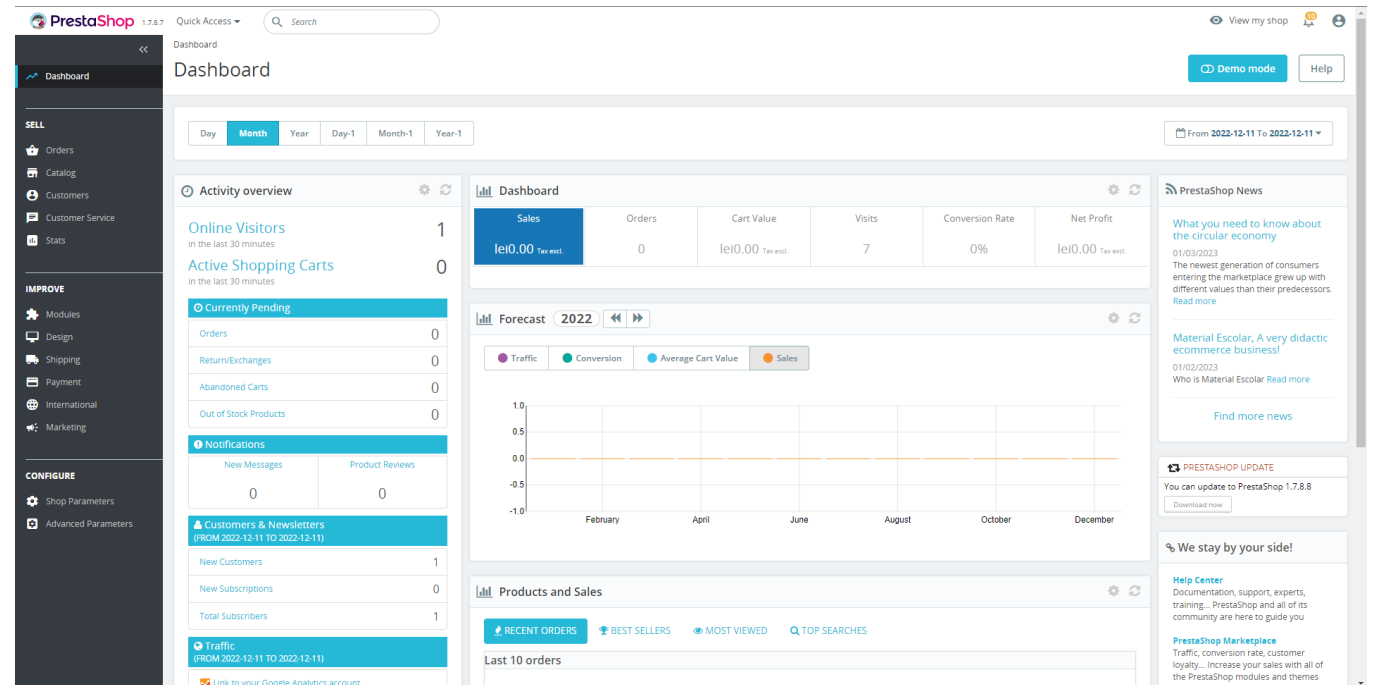 PrestaShop 1.7.8.7
Quick Access
Search
View my shop
10
Dashboard
Dashboard
Demo mode
Help
Dashboard
SELL
Orders
Catalog
Customers
Customer Service
Stats
IMPROVE
Modules
Design
Shipping
Payment
International
Marketing
CONFIGURE
Shop Parameters
Advanced Parameters
Day Month Year Day-1 Month-1 Year-1
From 2022-12-11 To 2022-12-11
Activity overview
Online Visitors 1
in the last 30 minutes
Active Shopping Carts 0
in the last 30 minutes
Currently Pending
Orders 0
Return/Exchanges 0
Abandoned Carts 0
Out of Stock Products 0
Notifications
New Messages Product Reviews
0 0
Customers & Newsletters
(FROM 2022-12-11 TO 2022-12-11)
New Customers 1
New Subscriptions 0
Total Subscribers 1
Traffic
(FROM 2022-12-11 TO 2022-12-11)
Link to your Google Analytics account
Dashboard
Sales Orders Cart Value Visits Conversion Rate Net Profit
lei0.00 Tax excl. 0 lei0.00 Tax excl. 7 0% lei0.00 Tax excl.
Forecast 2022
Traffic Conversion Average Cart Value Sales
1.0
0.5
0.0
-0.5
-1.0
February April June August October December
Products and Sales
RECENT ORDERS BEST SELLERS MOST VIEWED TOP SEARCHES
Last 10 orders
PrestaShop News
What you need to know about
the circular economy
01/03/2023
The newest generation of consumers
entering the marketplace grew up with
different values than their predecessors.
Read more
Material Escolar, A very didactic
ecommerce business!
01/02/2023
Who is Material Escolar Read more
Find more news
PRESTASHOP UPDATE
You can update to PrestaShop 1.7.8.8
Download now
We stay by your side!
Help Center
Documentation, support, experts,
training... PrestaShop and all of its
community are here to guide you
PrestaShop Marketplace
Traffic, conversion rate, customer
loyalty... Increase your sales with all of
the PrestaShop modules and themes